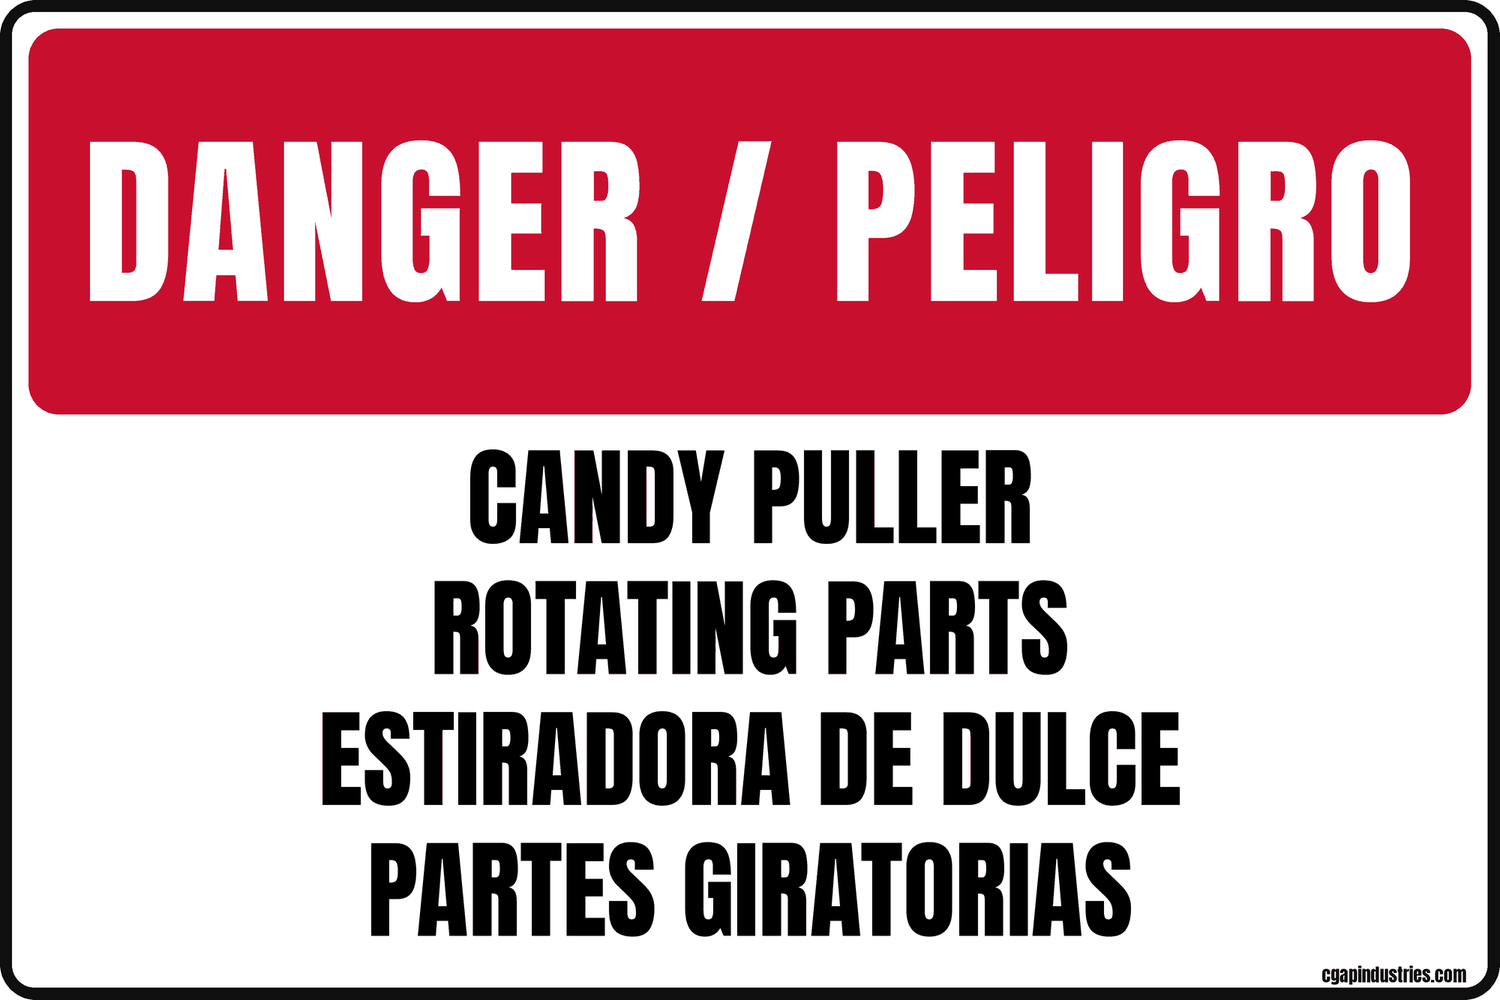 DANGER / PELIGRO
CANDY PULLER
ROTATING PARTS
ESTIRADORA DE DULCE
PARTES GIRATORIAS
cgapindustries.com